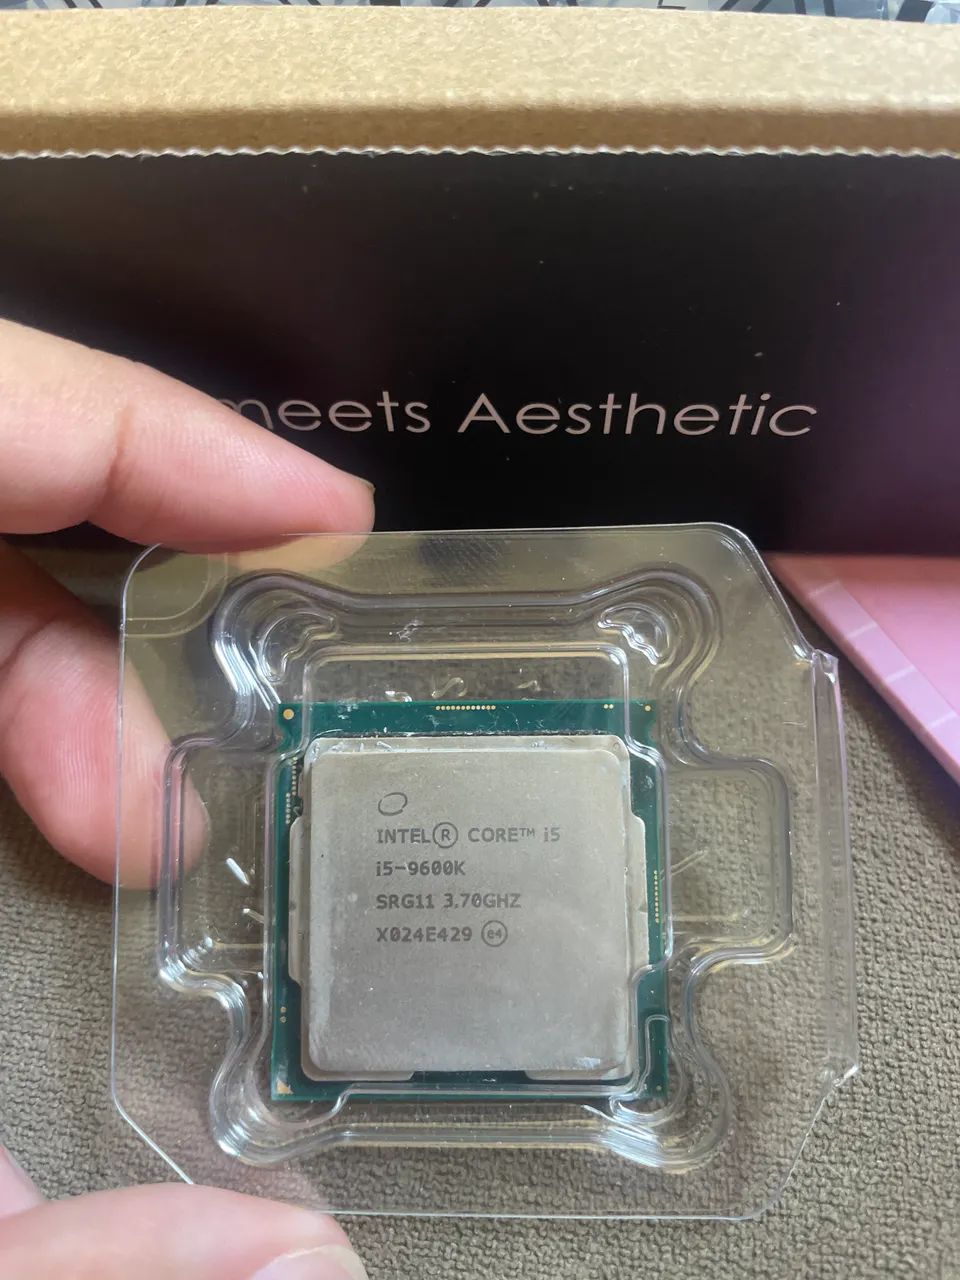 meets Aesthetic
INTEL® CORE™ i5
i5-9600K
SRG11 3.70GHZ
X024E429 e4